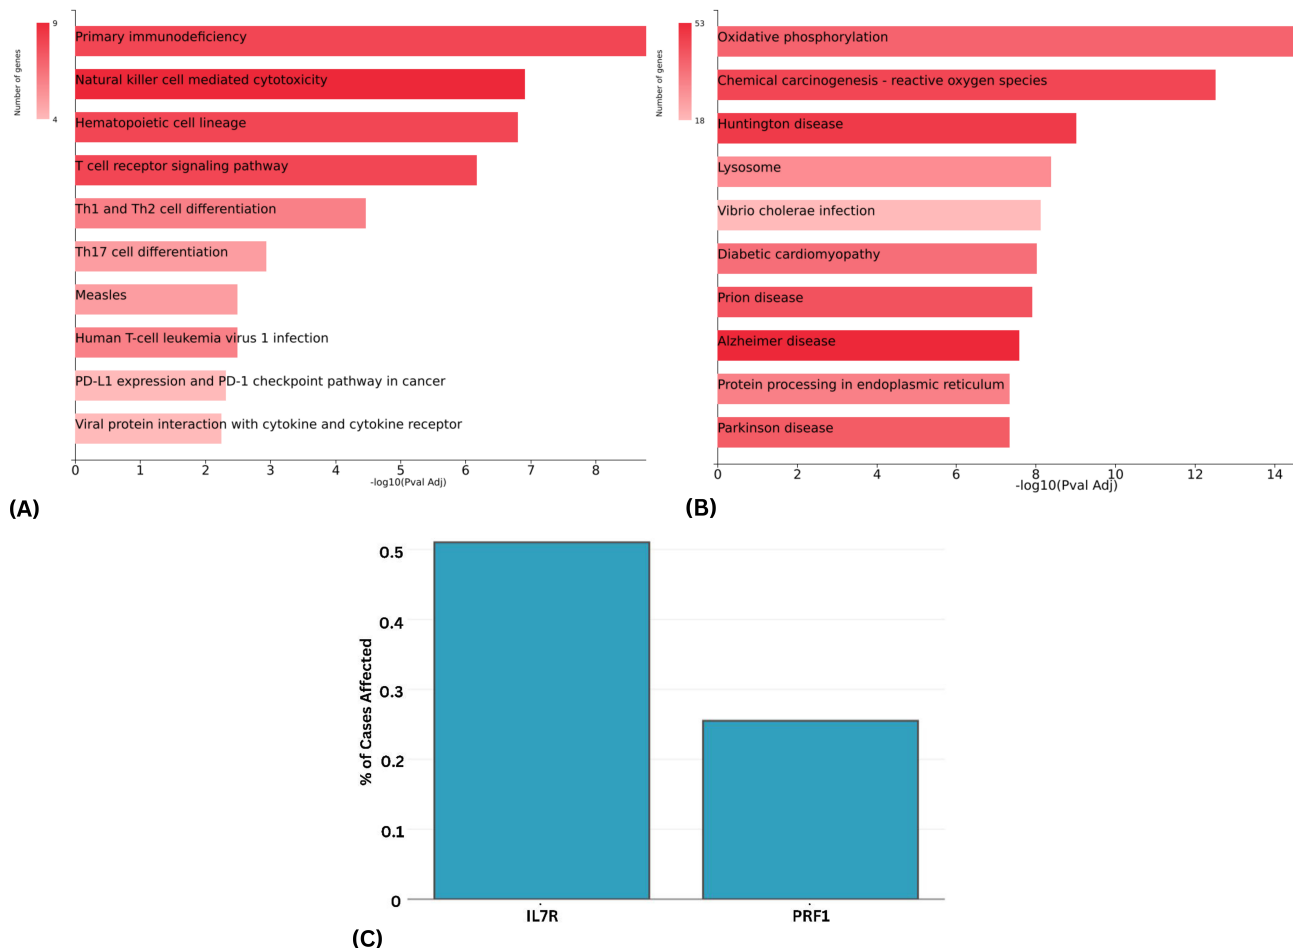 9
Number of genes
4
Primary immunodeficiency
Natural killer cell mediated cytotoxicity
Hematopoietic cell lineage
T cell receptor signaling pathway
Th1 and Th2 cell differentiation
Th17 cell differentiation
Measles
Human T-cell leukemia virus 1 infection
PD-L1 expression and PD-1 checkpoint pathway in cancer
Viral protein interaction with cytokine and cytokine receptor
0 1 2 3 4 5 6 7 8
-log10(Pval Adj)
(A)
53
Number of genes
18
Oxidative phosphorylation
Chemical carcinogenesis - reactive oxygen species
Huntington disease
Lysosome
Vibrio cholerae infection
Diabetic cardiomyopathy
Prion disease
Alzheimer disease
Protein processing in endoplasmic reticulum
Parkinson disease
0 2 4 6 8 10 12 14
-log10(Pval Adj)
(B)
% of Cases Affected
0.5
0.4
0.3
0.2
0.1
0
IL7R PRF1
(C)